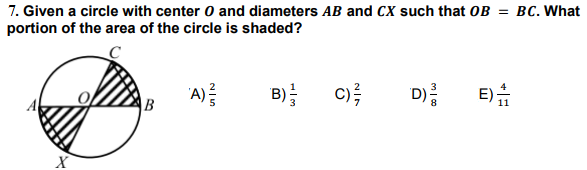 7. Given a circle with center O and diameters AB and CX such that OB = BC. What
portion of the area of the circle is shaded?
C
A O B
X
A) 2/5 B) 1/3 C) 2/7 D) 3/8 E) 4/11